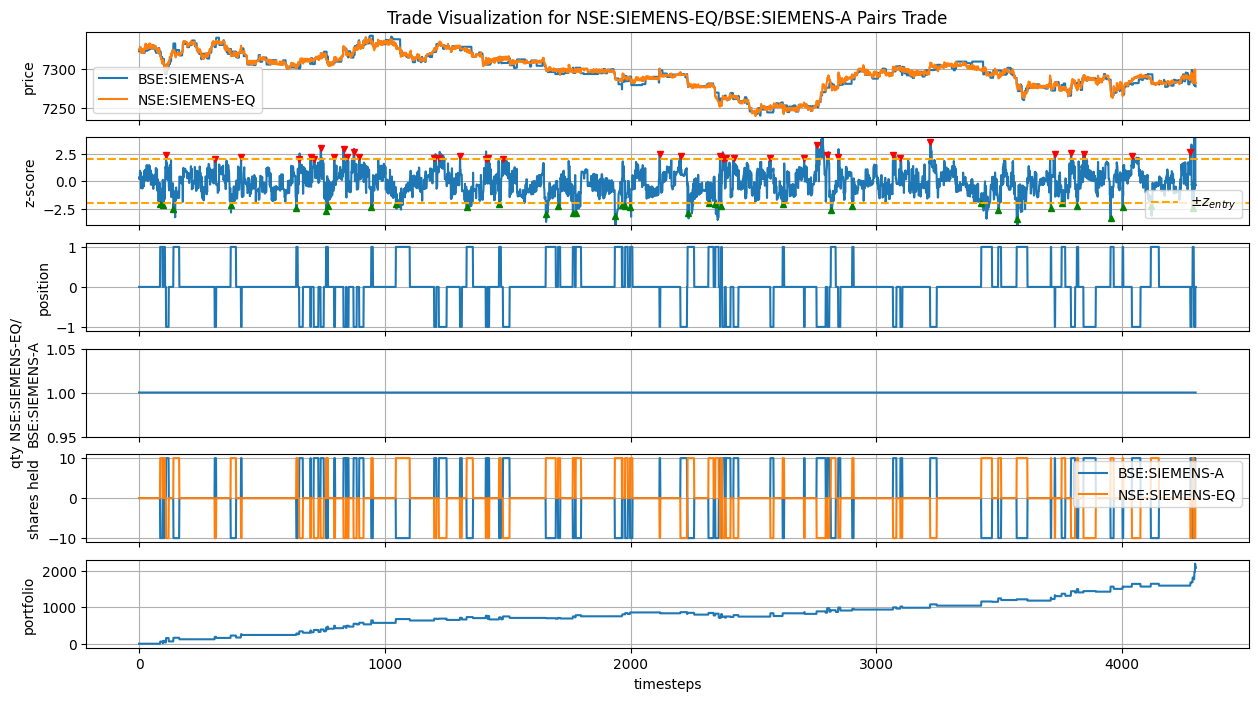 Trade Visualization for NSE:SIEMENS-EQ/BSE:SIEMENS-A Pairs Trade
price
7300
7250
BSE:SIEMENS-A
NSE:SIEMENS-EQ
z-score
2.5
0.0
−2.5
±z_entry
position
1
0
−1
qty NSE:SIEMENS-EQ/
BSE:SIEMENS-A
1.05
1.00
0.95
shares held
10
0
−10
BSE:SIEMENS-A
NSE:SIEMENS-EQ
portfolio
2000
1000
0
0 1000 2000 3000 4000
timesteps